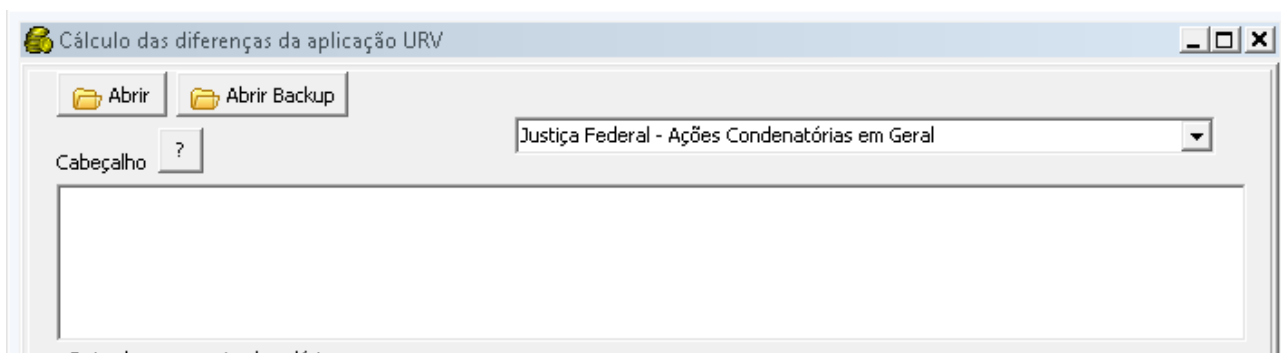 Cálculo das diferenças da aplicação URV
Abrir Abrir Backup
Justiça Federal - Ações Condenatórias em Geral
Cabeçalho ?